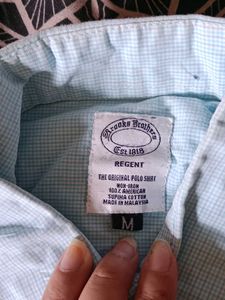 Brooks Brothers
Est. 1818
REGENT
THE ORIGINAL POLO SHIRT
NON-IRON
100% AMERICAN
SUPIMA COTTON
MADE IN MALAYSIA
M